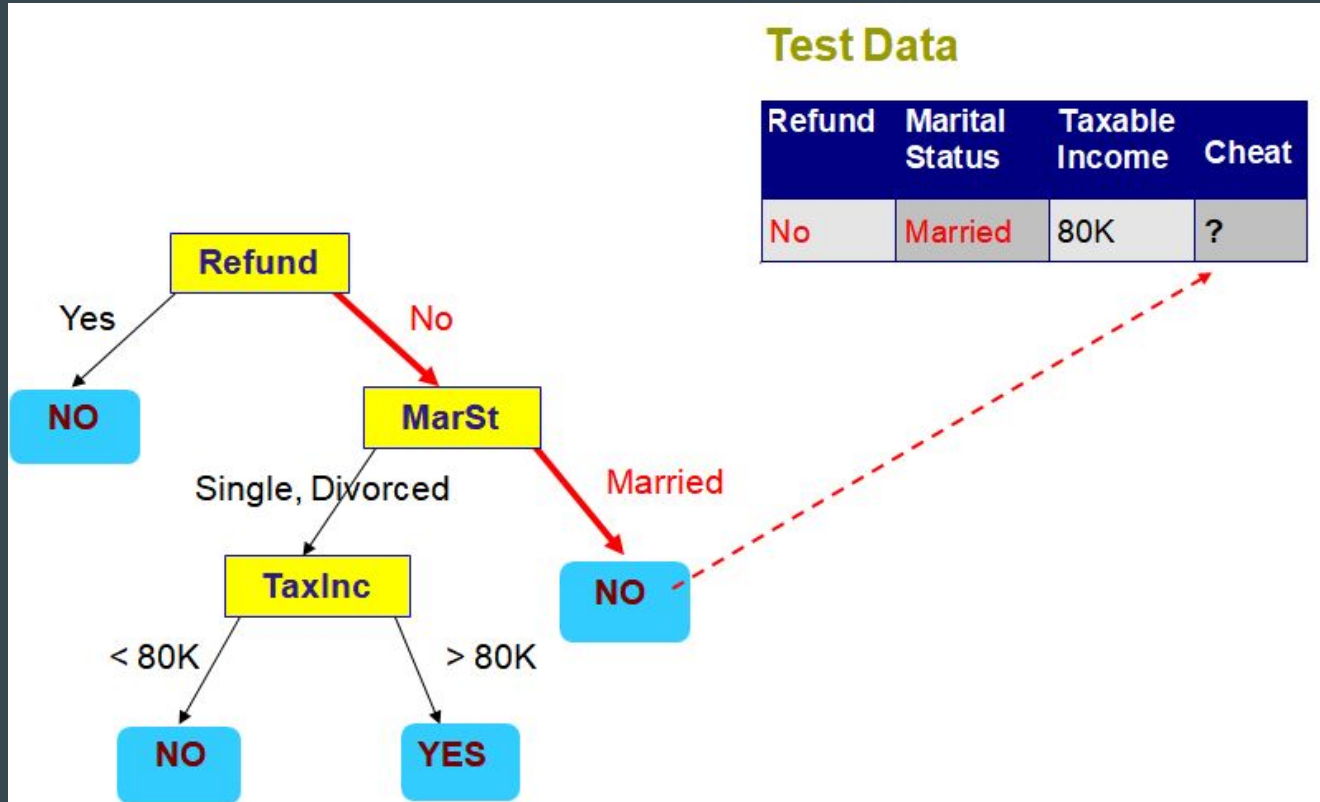 Test Data
Refund Marital Status Taxable Income Cheat
No Married 80K ?
Refund
Yes No
NO MarSt
Single, Divorced Married
TaxInc NO
< 80K > 80K
NO YES